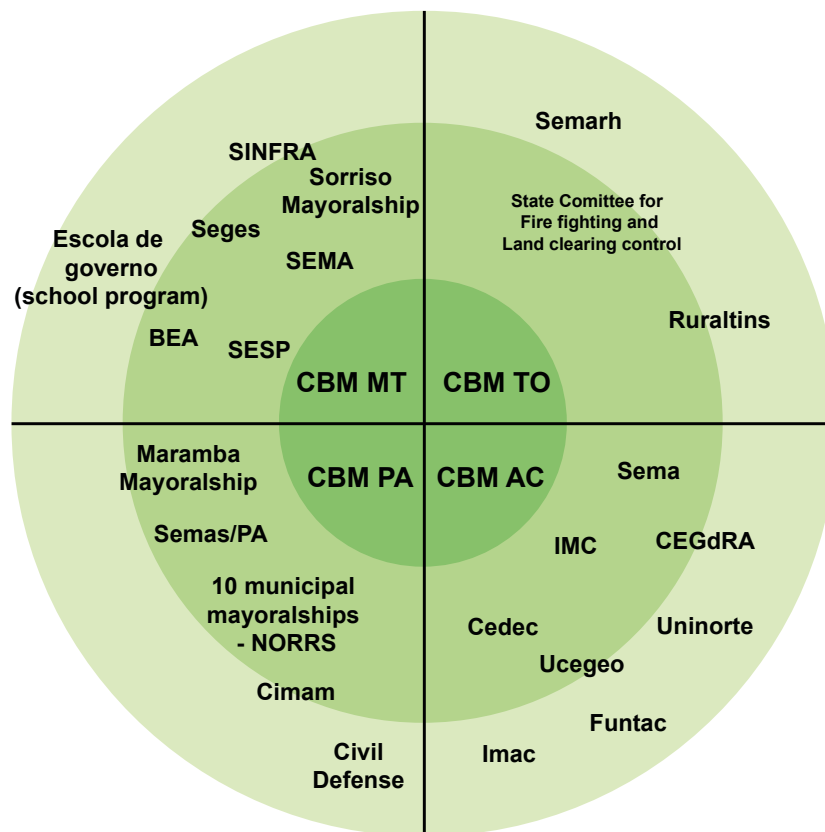 SINFRA
Sorriso
Mayoralship
Seges
Escola de
governo
(school program)
SEMA
BEA
SESP
CBM MT
Semarh
State Comittee for
Fire fighting and
Land clearing control
Ruraltins
CBM TO
Maramba
Mayoralship
CBM PA
Semas/PA
10 municipal
mayoralships
- NORRS
Cimam
Civil
Defense
CBM AC
Sema
IMC
CEGdRA
Cedec
Uninorte
Ucegeo
Funtac
Imac